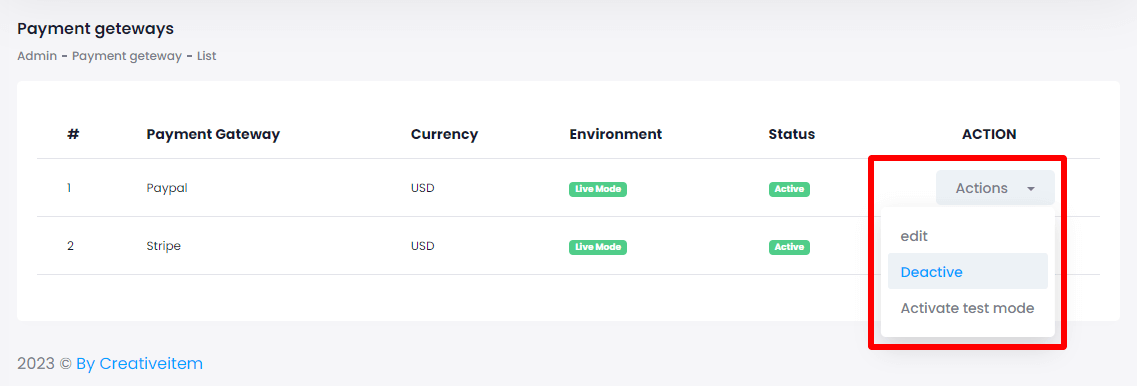 Payment geteways
Admin - Payment geteway - List
# Payment Gateway Currency Environment Status ACTION
1 Paypal USD Live Mode Active Actions
edit
2 Stripe USD Live Mode Active
Deactive
Activate test mode
2023 © By Creativeitem